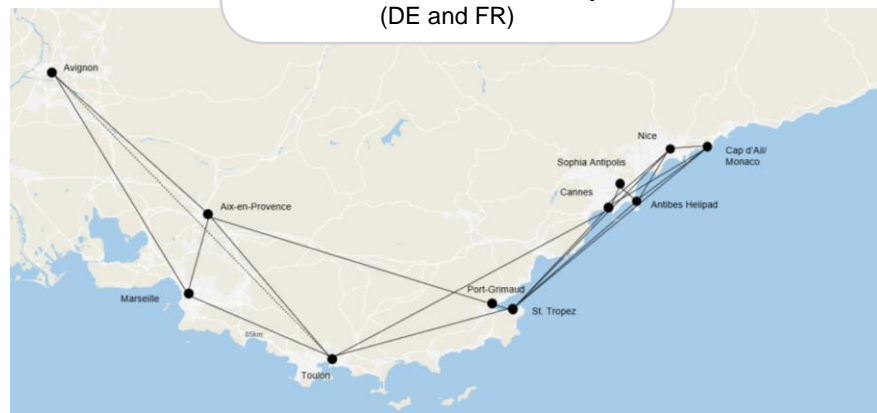 (DE and FR)
Avignon
Nice
Cap d'Ail/
Monaco
Sophia Antipolis
Cannes
Antibes Helipad
Aix-en-Provence
Port-Grimaud
Marseille
St. Tropez
85km
Toulon